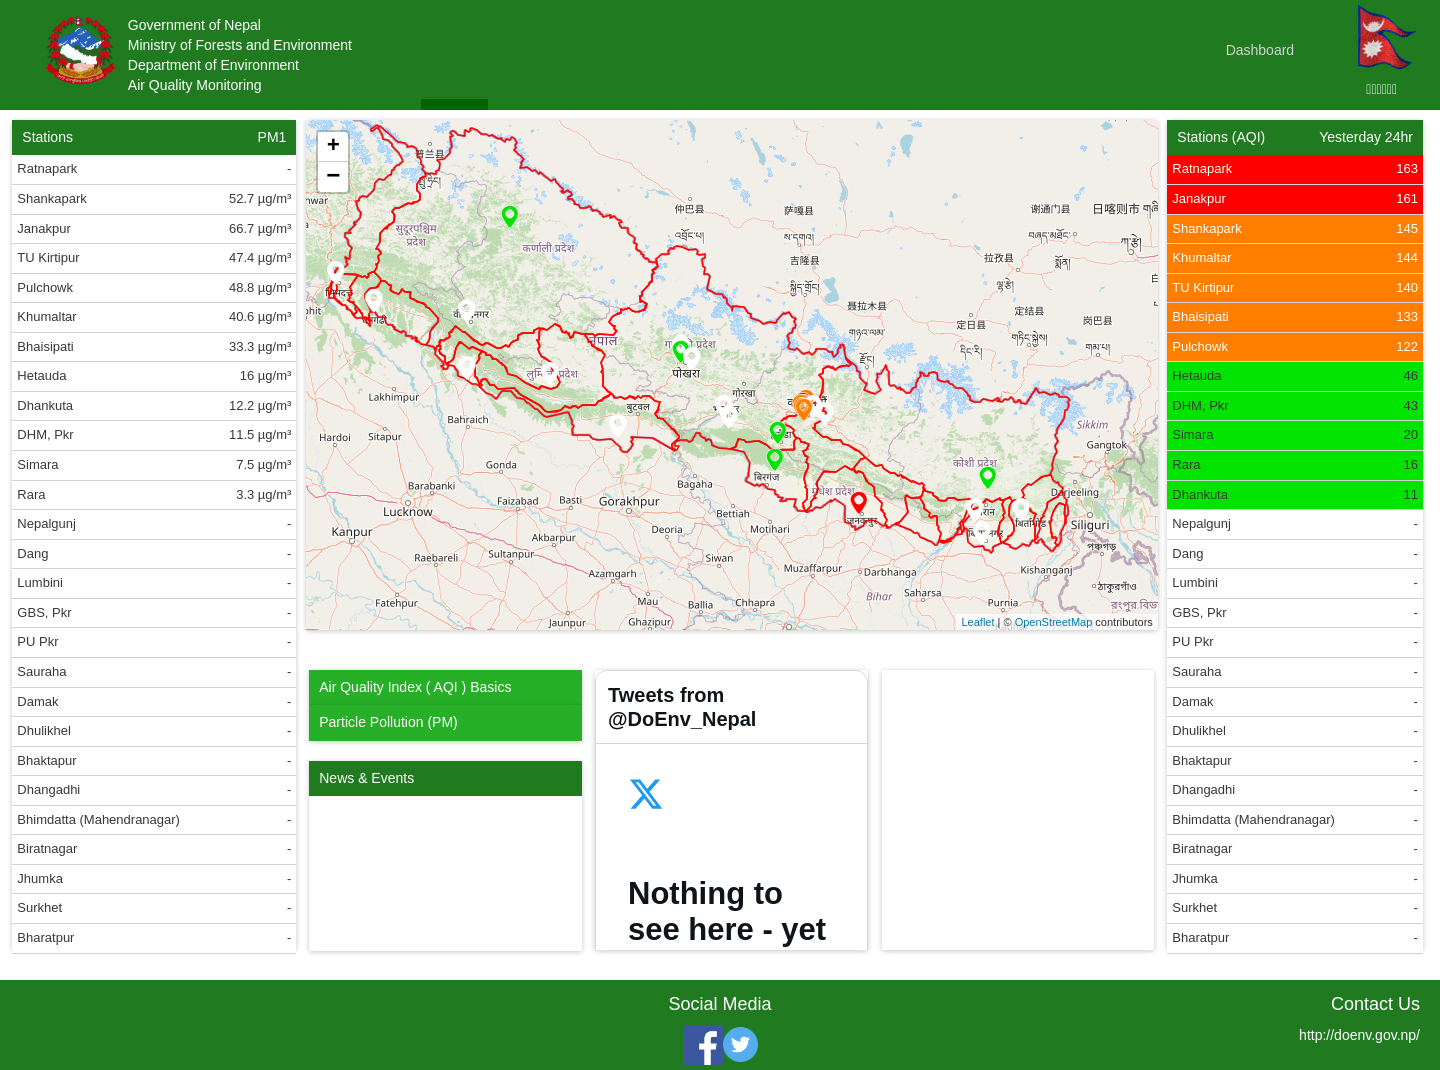 Government of Nepal
Ministry of Forests and Environment
Department of Environment
Air Quality Monitoring
Dashboard
Stations PM1
Ratnapark -
Shankapark 52.7 µg/m³
Janakpur 66.7 µg/m³
TU Kirtipur 47.4 µg/m³
Pulchowk 48.8 µg/m³
Khumaltar 40.6 µg/m³
Bhaisipati 33.3 µg/m³
Hetauda 16 µg/m³
Dhankuta 12.2 µg/m³
DHM, Pkr 11.5 µg/m³
Simara 7.5 µg/m³
Rara 3.3 µg/m³
Nepalgunj -
Dang -
Lumbini -
GBS, Pkr -
PU Pkr -
Sauraha -
Damak -
Dhulikhel -
Bhaktapur -
Dhangadhi -
Bhimdatta (Mahendranagar) -
Biratnagar -
Jhumka -
Surkhet -
Bharatpur -
+
−
普兰县
仲巴县
萨嘎县
谢通门县
日喀则市
吉隆县
拉孜县
聂拉木县
定日县
定结县
岗巴县
सुदूरपश्चिम
प्रदेश
कर्णाली प्रदेश
नेपाल
पोखरा
गोरखा
बुटवल
बिरगंज
कोशी प्रदेश
Lakhimpur
Bahraich
Hardoi
Sitapur
Gonda
Barabanki
Lucknow
Faizabad
Basti
Gorakhpur
Bagaha
Bettiah
Motihari
Kanpur
Akbarpur
Deoria
Raebareli
Sultanpur
Siwan
Azamgarh
Muzaffarpur
Darbhanga
Kishanganj
Mau
Ballia
Chhapra
Bihar
Saharsa
Purnia
Fatehpur
Jaunpur
Ghazipur
Sikkim
Gangtok
Darjeeling
Siliguri
Leaflet | © OpenStreetMap contributors
Air Quality Index ( AQI ) Basics
Particle Pollution (PM)
News & Events
Tweets from
@DoEnv_Nepal
Nothing to
see here - yet
Stations (AQI) Yesterday 24hr
Ratnapark 163
Janakpur 161
Shankapark 145
Khumaltar 144
TU Kirtipur 140
Bhaisipati 133
Pulchowk 122
Hetauda 46
DHM, Pkr 43
Simara 20
Rara 16
Dhankuta 11
Nepalgunj -
Dang -
Lumbini -
GBS, Pkr -
PU Pkr -
Sauraha -
Damak -
Dhulikhel -
Bhaktapur -
Dhangadhi -
Bhimdatta (Mahendranagar) -
Biratnagar -
Jhumka -
Surkhet -
Bharatpur -
Social Media
Contact Us
http://doenv.gov.np/